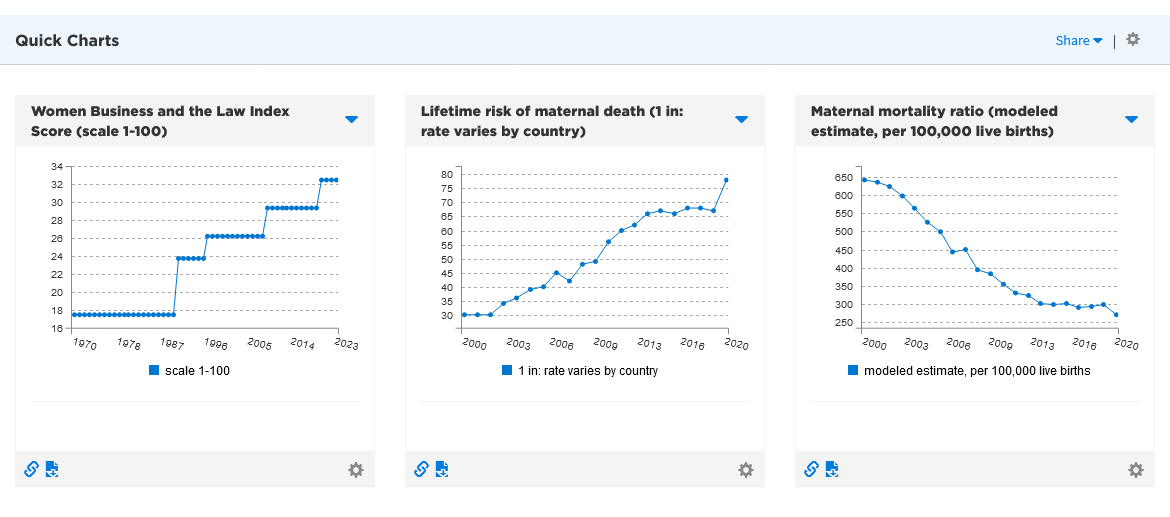 Quick Charts
Share |
Women Business and the Law Index
Score (scale 1-100)
34
32
30
28
26
24
22
20
18
16
1970 1978 1987 1996 2005 2014 2023
scale 1-100
Lifetime risk of maternal death (1 in:
rate varies by country)
80
75
70
65
60
55
50
45
40
35
30
2000 2003 2006 2009 2013 2016 2020
1 in: rate varies by country
Maternal mortality ratio (modeled
estimate, per 100,000 live births)
650
600
550
500
450
400
350
300
250
2000 2003 2006 2009 2013 2016 2020
modeled estimate, per 100,000 live births